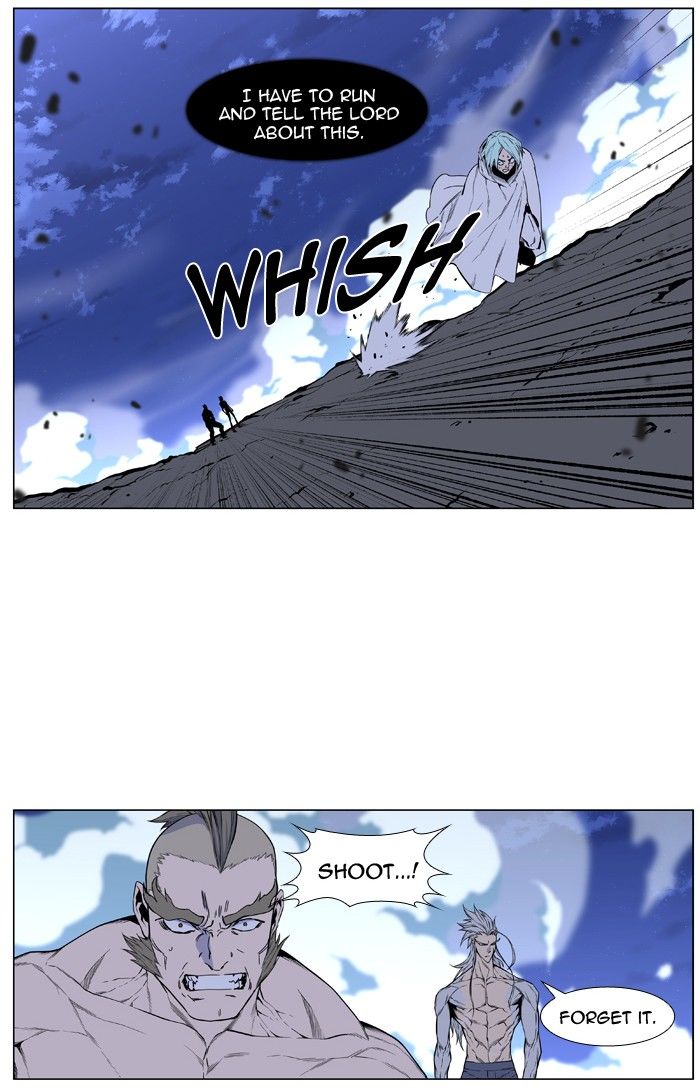 I HAVE TO RUN
AND TELL THE LORD
ABOUT THIS.
WHISH
SHOOT...!
FORGET IT.